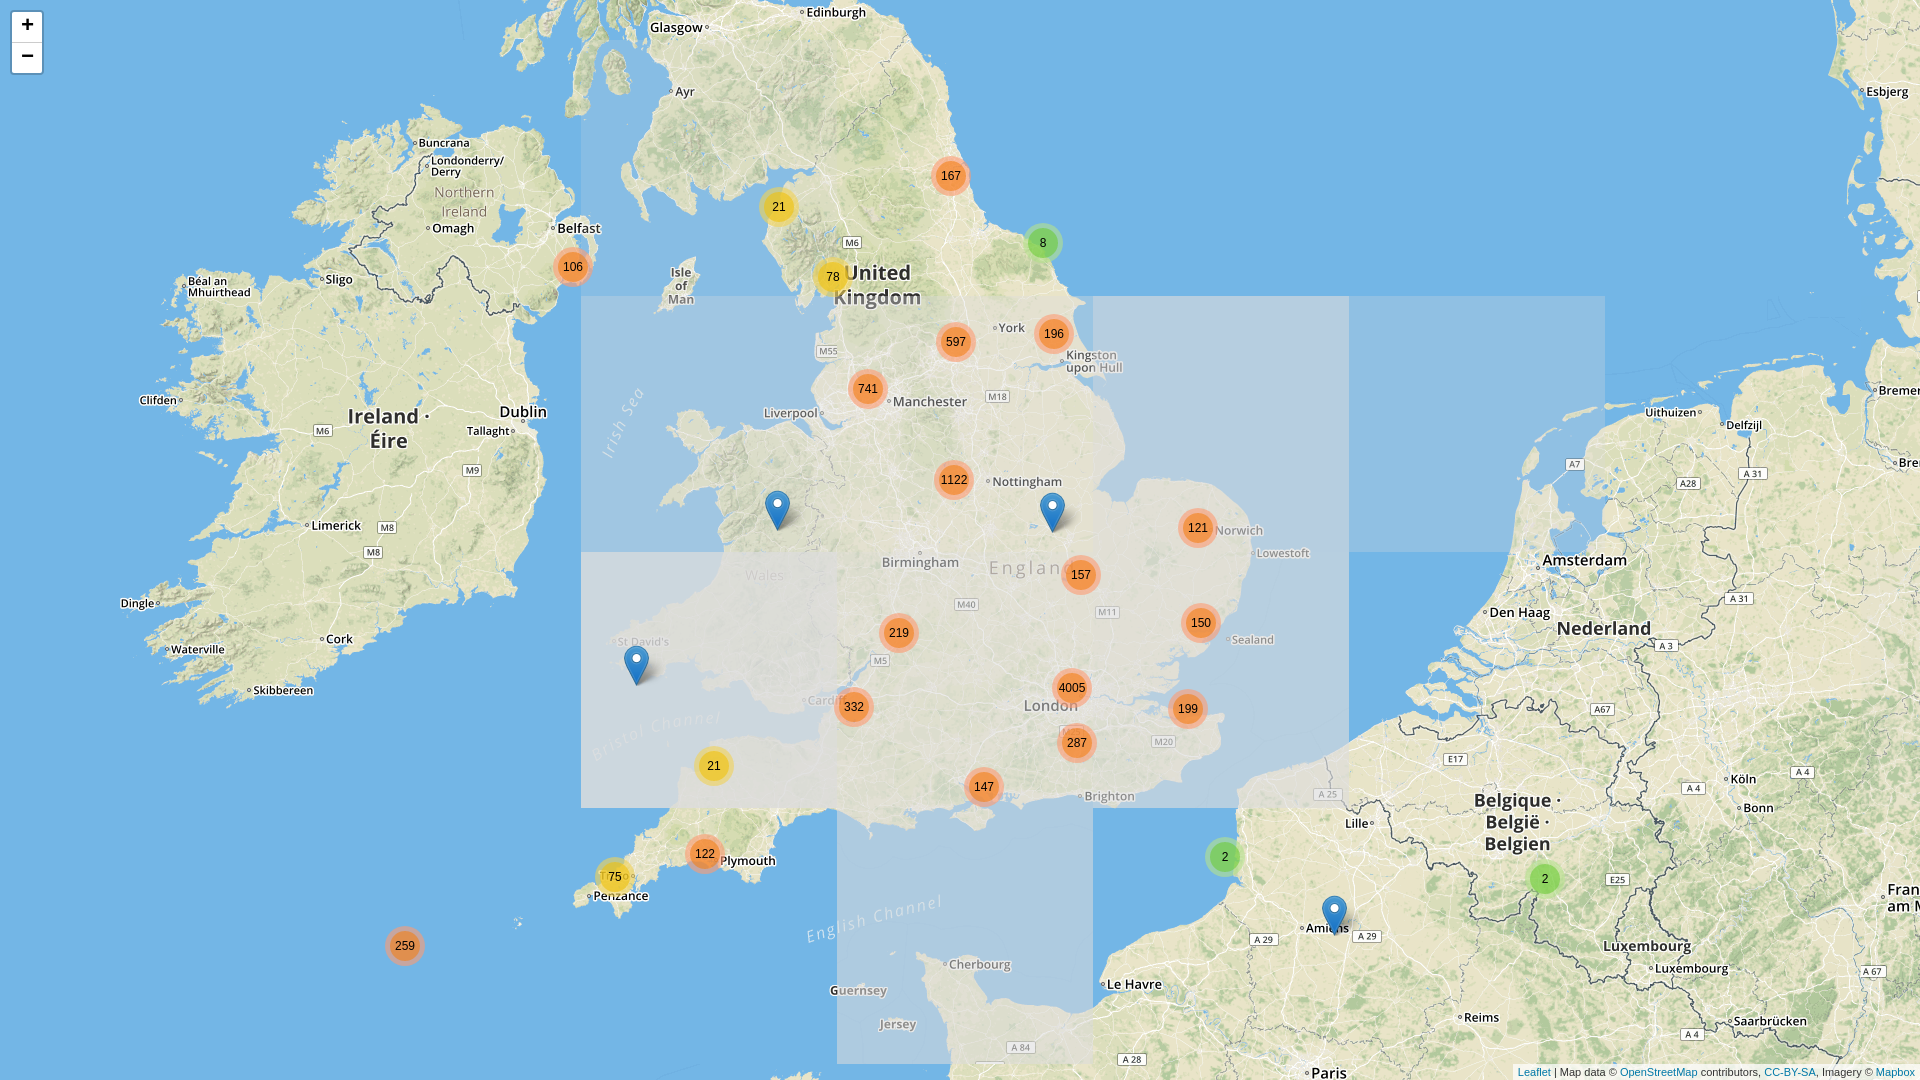 +
−
Glasgow
Edinburgh
Ayr
Esbjerg
Buncrana
Londonderry/
Derry
Northern
Ireland
Omagh
Belfast
167
21
8
M6
106
78
United
Kingdom
Isle
of
Man
Sligo
Béal an
Mhuirthead
York
597
196
Kingston
upon Hull
M55
741
Manchester
M18
Liverpool
Clifden
Dublin
Ireland ·
Éire
Tallaght
M6
M9
Irish Sea
Uithuizen
Delfzijl
Bremer
A7
A 31
A28
Bre
1122
Nottingham
121
Norwich
Lowestoft
Limerick
M8
M8
Birmingham
England
157
Wales
Amsterdam
Dingle
M40
M11
A 31
Den Haag
Nederland
150
Sealand
219
Cork
Waterville
St David's
M5
A 3
Skibbereen
4005
London
Cardiff
332
199
A67
Bristol Channel
287
M20
21
E17
147
Brighton
A 25
A 4
Köln
A 4
Bonn
Belgique ·
België ·
Belgien
Lille
122
Plymouth
75
Penzance
2
2
E25
Fran
am M
259
English Channel
Amiens
A 29
A 29
Luxembourg
Luxembourg
A 67
Cherbourg
Le Havre
Guernsey
Jersey
Reims
Saarbrücken
A 84
A 28
A 4
Paris
Leaflet | Map data © OpenStreetMap contributors, CC-BY-SA, Imagery © Mapbox